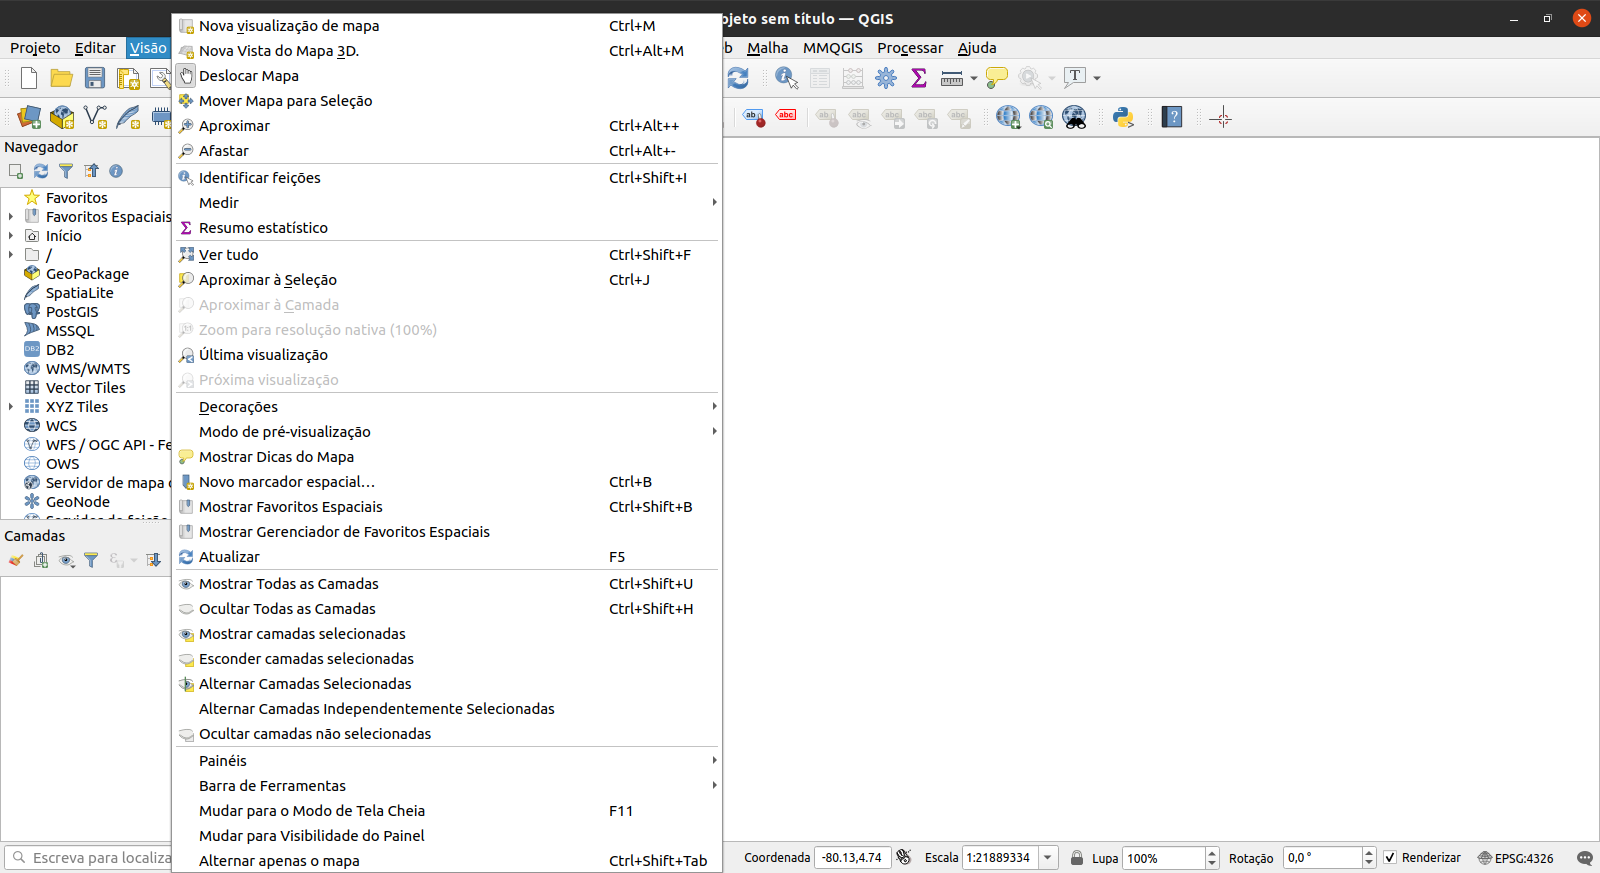 bjeto sem título — QGIS
Projeto Editar Visão
Malha MMQGIS Processar Ajuda
Navegador
Favoritos
Favoritos Espaciais
Início
/
GeoPackage
SpatiaLite
PostGIS
MSSQL
DB2
WMS/WMTS
Vector Tiles
XYZ Tiles
WCS
WFS / OGC API - Fe
OWS
Servidor de mapa
GeoNode
Camadas
Escreva para localiza
Nova visualização de mapa Ctrl+M
Nova Vista do Mapa 3D. Ctrl+Alt+M
Deslocar Mapa
Mover Mapa para Seleção
Aproximar Ctrl+Alt++
Afastar Ctrl+Alt+-
Identificar feições Ctrl+Shift+I
Medir
Resumo estatístico
Ver tudo Ctrl+Shift+F
Aproximar à Seleção Ctrl+J
Aproximar à Camada
Zoom para resolução nativa (100%)
Última visualização
Próxima visualização
Decorações
Modo de pré-visualização
Mostrar Dicas do Mapa
Novo marcador espacial… Ctrl+B
Mostrar Favoritos Espaciais Ctrl+Shift+B
Mostrar Gerenciador de Favoritos Espaciais
Atualizar F5
Mostrar Todas as Camadas Ctrl+Shift+U
Ocultar Todas as Camadas Ctrl+Shift+H
Mostrar camadas selecionadas
Esconder camadas selecionadas
Alternar Camadas Selecionadas
Alternar Camadas Independentemente Selecionadas
Ocultar camadas não selecionadas
Painéis
Barra de Ferramentas
Mudar para o Modo de Tela Cheia F11
Mudar para Visibilidade do Painel
Alternar apenas o mapa Ctrl+Shift+Tab
Coordenada -80.13,4.74 Escala 1:21889334 Lupa 100% Rotação 0,0 ° Renderizar EPSG:4326